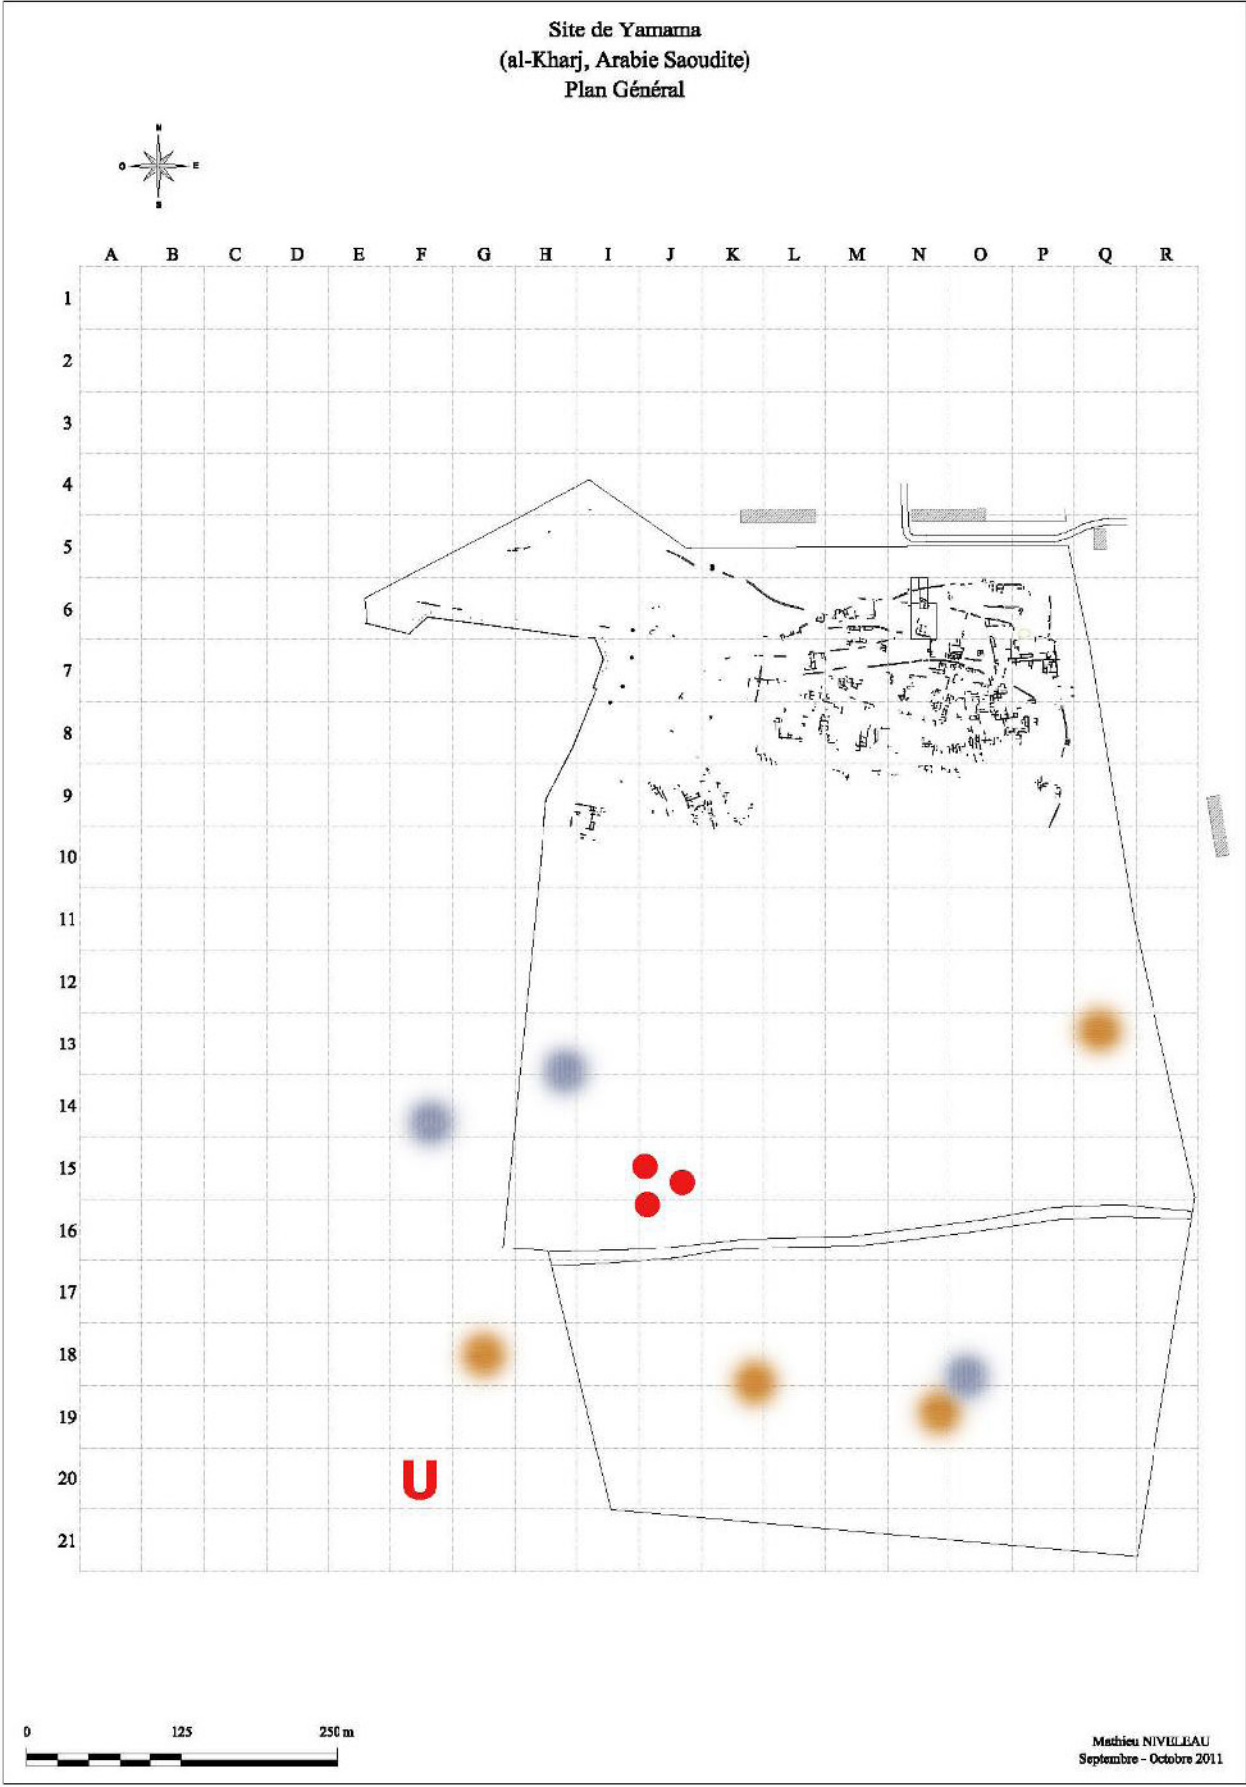 Site de Yamama
(al-Kharj, Arabie Saoudite)
Plan Général
N
O E
S
A B C D E F G H I J K L M N O P Q R
1
2
3
4
5
6
7
8
9
10
11
12
13
14
15
16
17
18
19
20
21
U
0 125 250 m
Mathieu NIVELEAU
Septembre - Octobre 2011